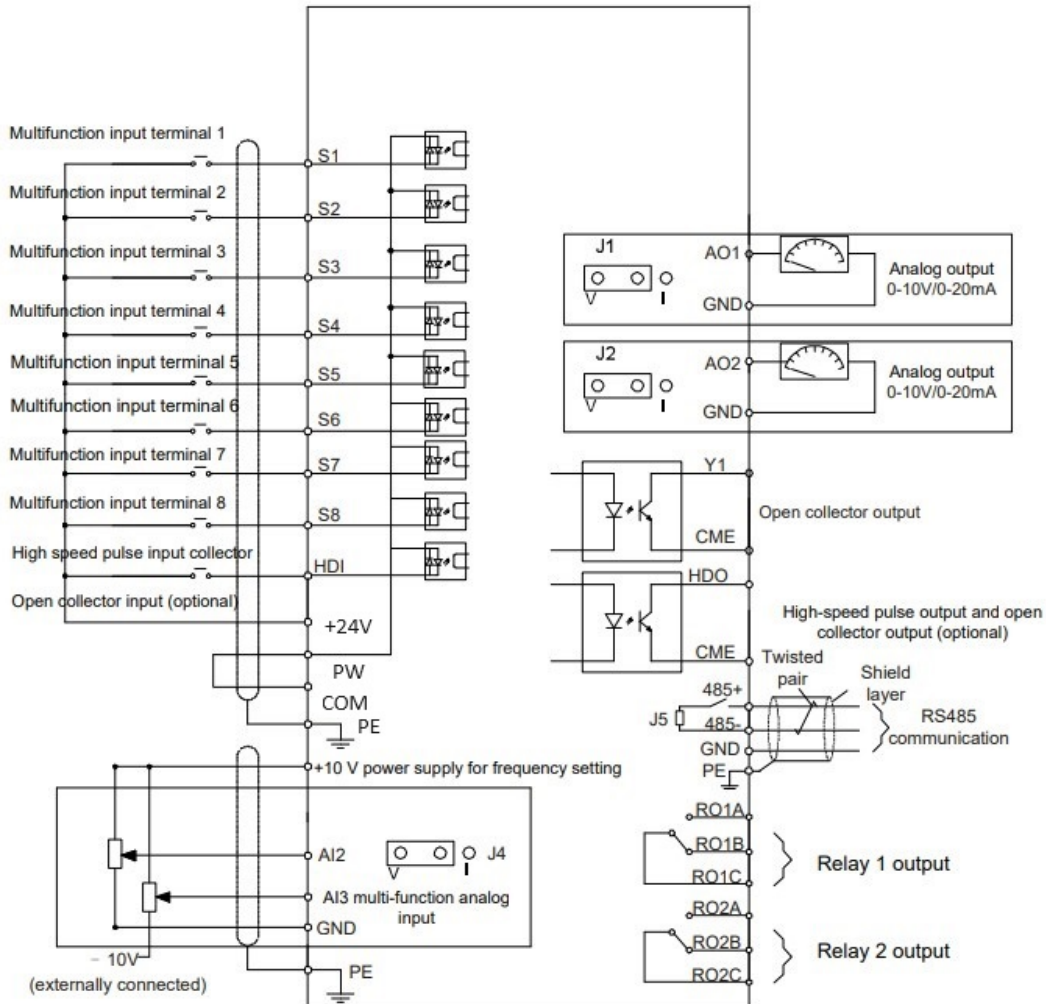 Multifunction input terminal 1
S1
Multifunction input terminal 2
S2
Multifunction input terminal 3
S3
Multifunction input terminal 4
S4
Multifunction input terminal 5
S5
Multifunction input terminal 6
S6
Multifunction input terminal 7
S7
Multifunction input terminal 8
S8
High speed pulse input collector
HDI
Open collector input (optional)
+24V
PW
COM
PE
+10 V power supply for frequency setting
AI2
V
I
J4
AI3 multi-function analog
input
GND
- 10V
(externally connected)
PE
J1
V
I
AO1
GND
Analog output
0-10V/0-20mA
J2
V
I
AO2
GND
Analog output
0-10V/0-20mA
Y1
CME
Open collector output
HDO
CME
High-speed pulse output and open
collector output (optional)
Twisted
pair
Shield
layer
485+
J5
485-
GND
PE
RS485
communication
RO1A
RO1B
RO1C
Relay 1 output
RO2A
RO2B
RO2C
Relay 2 output